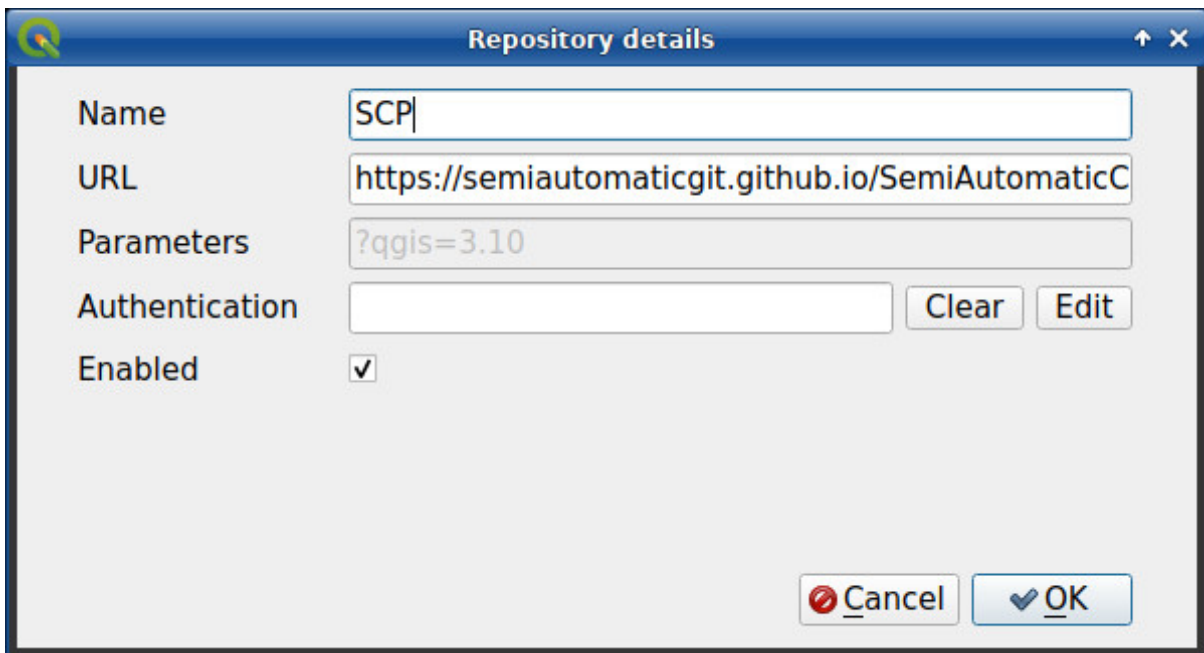 Repository details
Name SCP
URL https://semiautomaticgit.github.io/SemiAutomaticC
Parameters ?qgis=3.10
Authentication Clear Edit
Enabled
Cancel OK